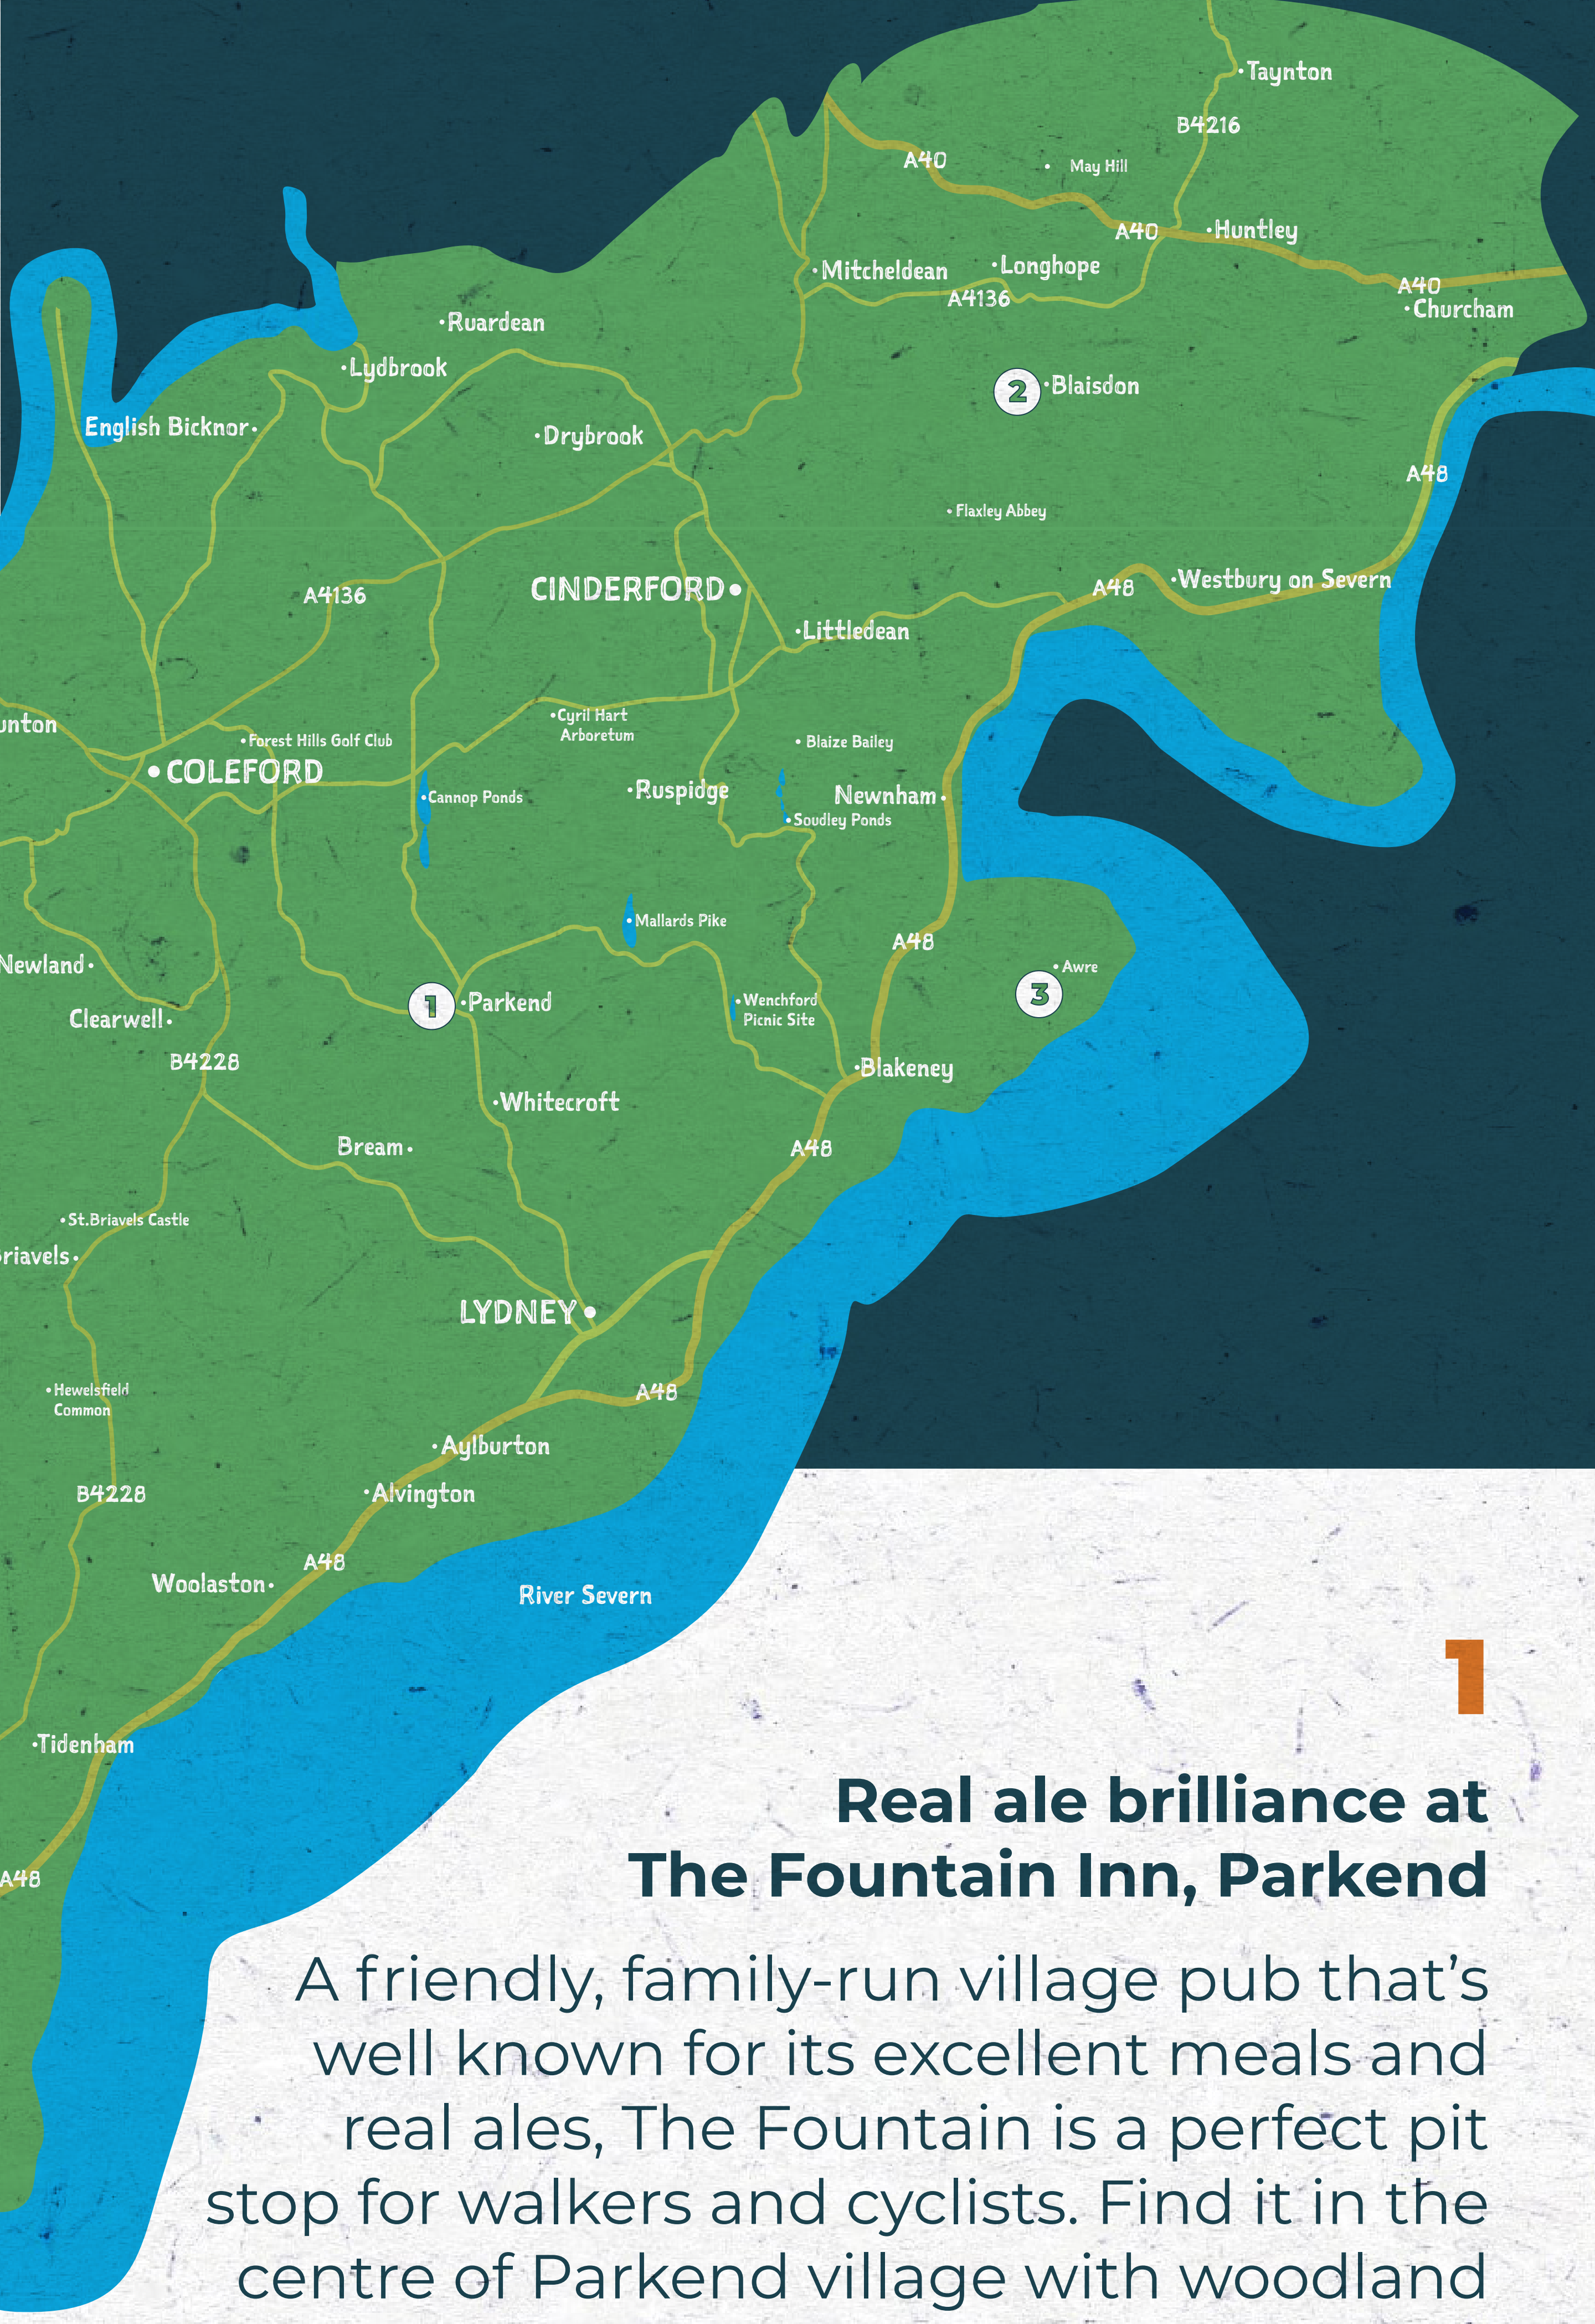 Taynton
B4216
A40
May Hill
A40
Huntley
Mitcheldean
Longhope
A4136
A40
Churcham
Ruardean
Lydbrook
Blaisdon
2
English Bicknor
Drybrook
A48
Flaxley Abbey
A4136
CINDERFORD
A48
Westbury on Severn
Littledean
unton
Cyril Hart
Arboretum
Forest Hills Golf Club
Blaize Bailey
COLEFORD
Cannop Ponds
Ruspidge
Newnham
Soudley Ponds
Mallards Pike
A48
Newland
Awre
3
1
Parkend
Wenchford
Picnic Site
Clearwell
B4228
Blakeney
Whitecroft
Bream
A48
St.Briavels Castle
riavels
LYDNEY
Hewelsfield
Common
A48
Aylburton
B4228
Alvington
A48
Woolaston
River Severn
Tidenham
A48
1
Real ale brilliance at
The Fountain Inn, Parkend
A friendly, family-run village pub that’s
well known for its excellent meals and
real ales, The Fountain is a perfect pit
stop for walkers and cyclists. Find it in the
centre of Parkend village with woodland